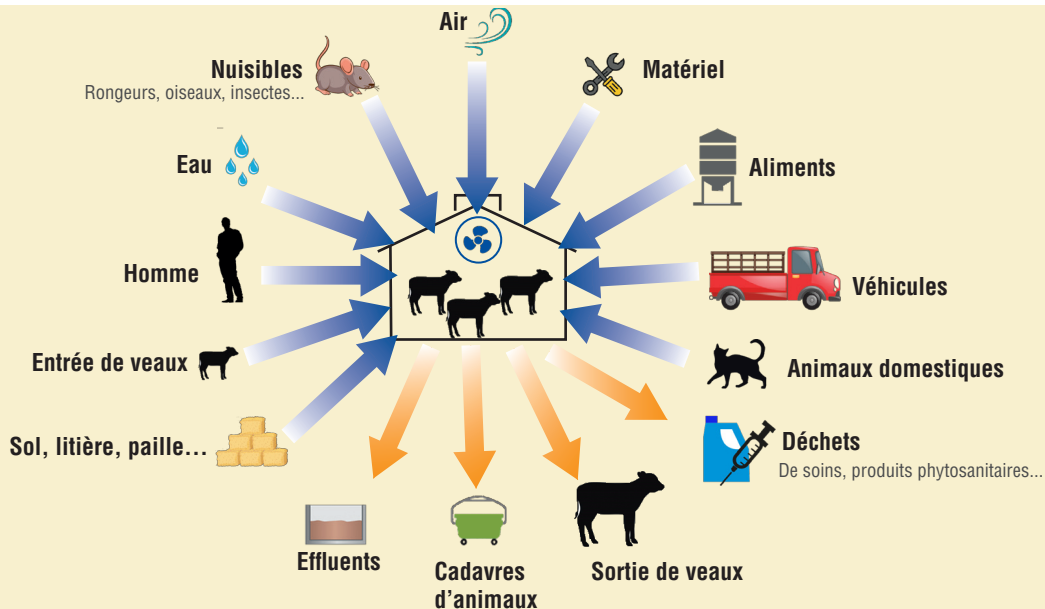 Air
Nuisibles
Rongeurs, oiseaux, insectes...
Matériel
Eau
Aliments
Homme
Véhicules
Entrée de veaux
Animaux domestiques
Sol, litière, paille...
Déchets
De soins, produits phytosanitaires...
Effluents
Cadavres
d'animaux
Sortie de veaux